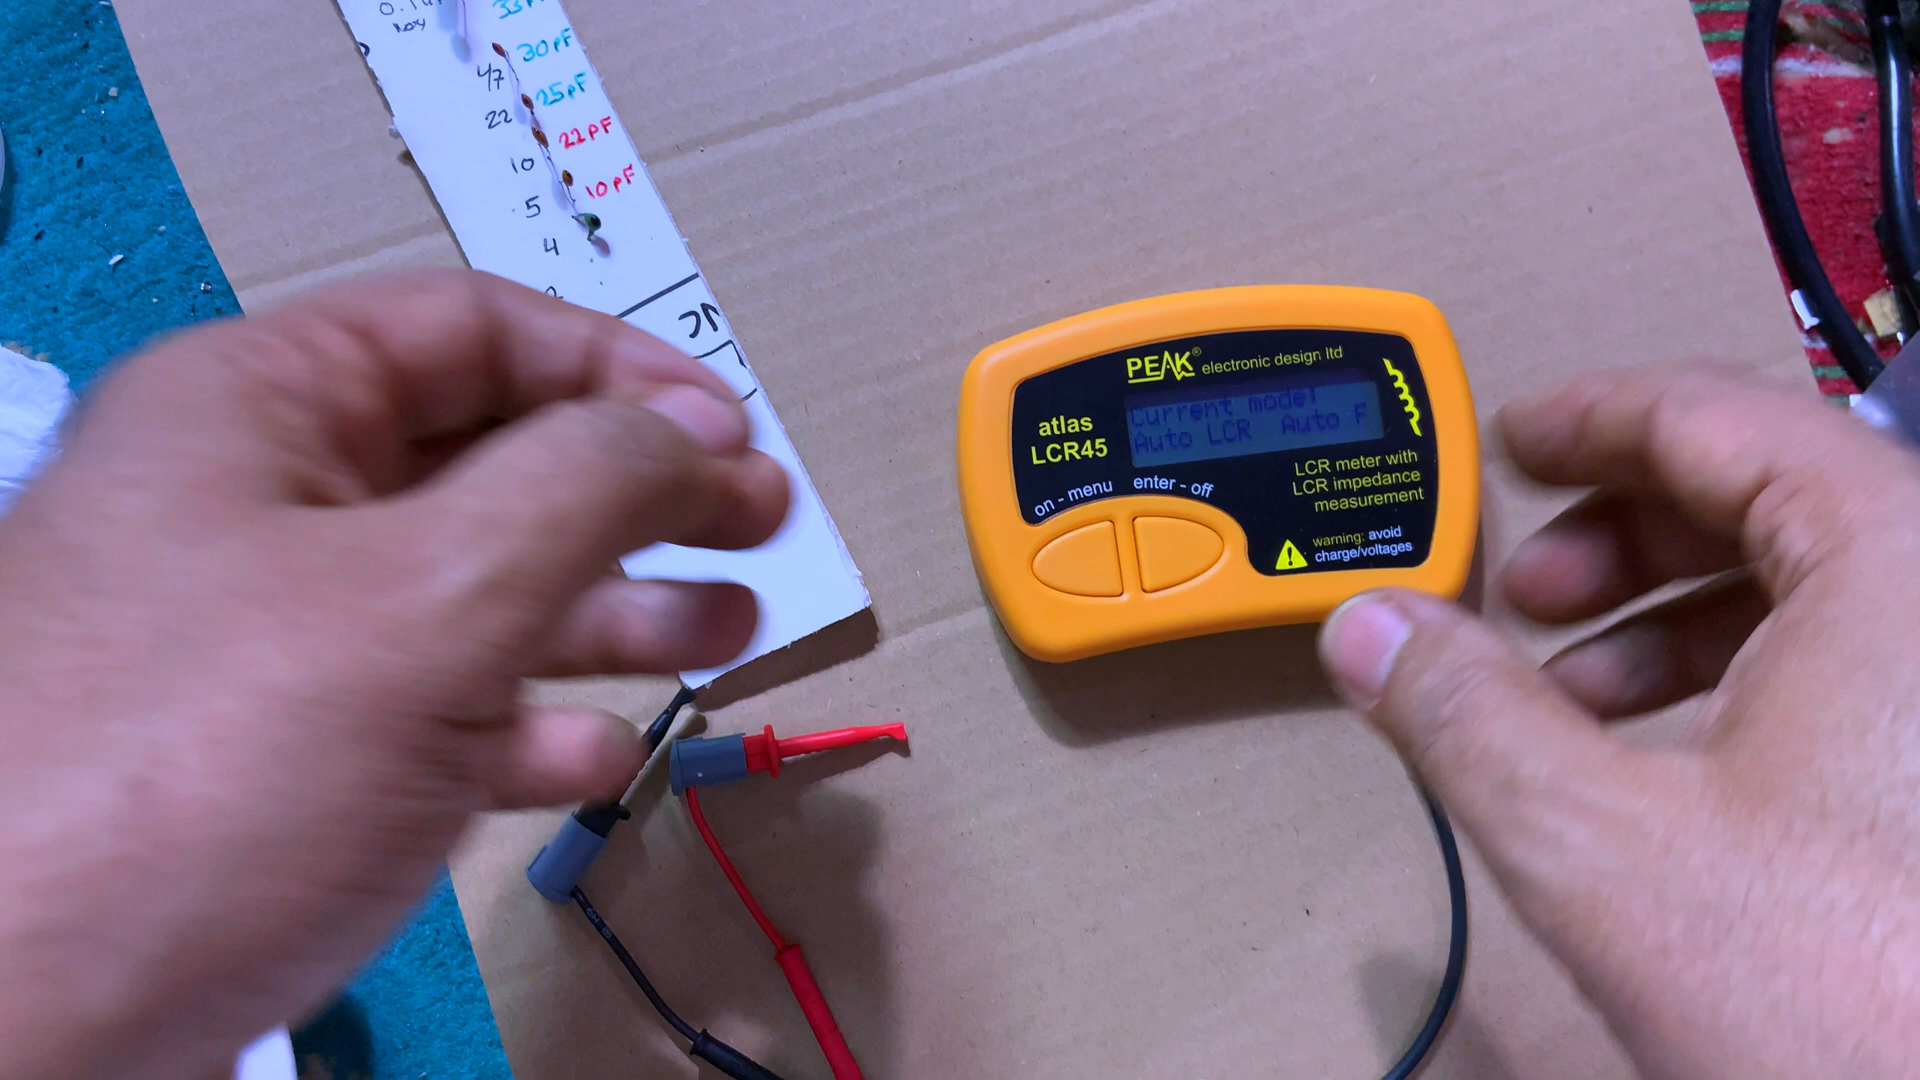 30pF
47
25pF
22
22PF
10
10pF
5
4
PEAK® electronic design ltd
atlas
LCR45
Current mode:
Auto LCR Auto F
on - menu
enter - off
LCR meter with
LCR impedance
measurement
warning: avoid
charge/voltages